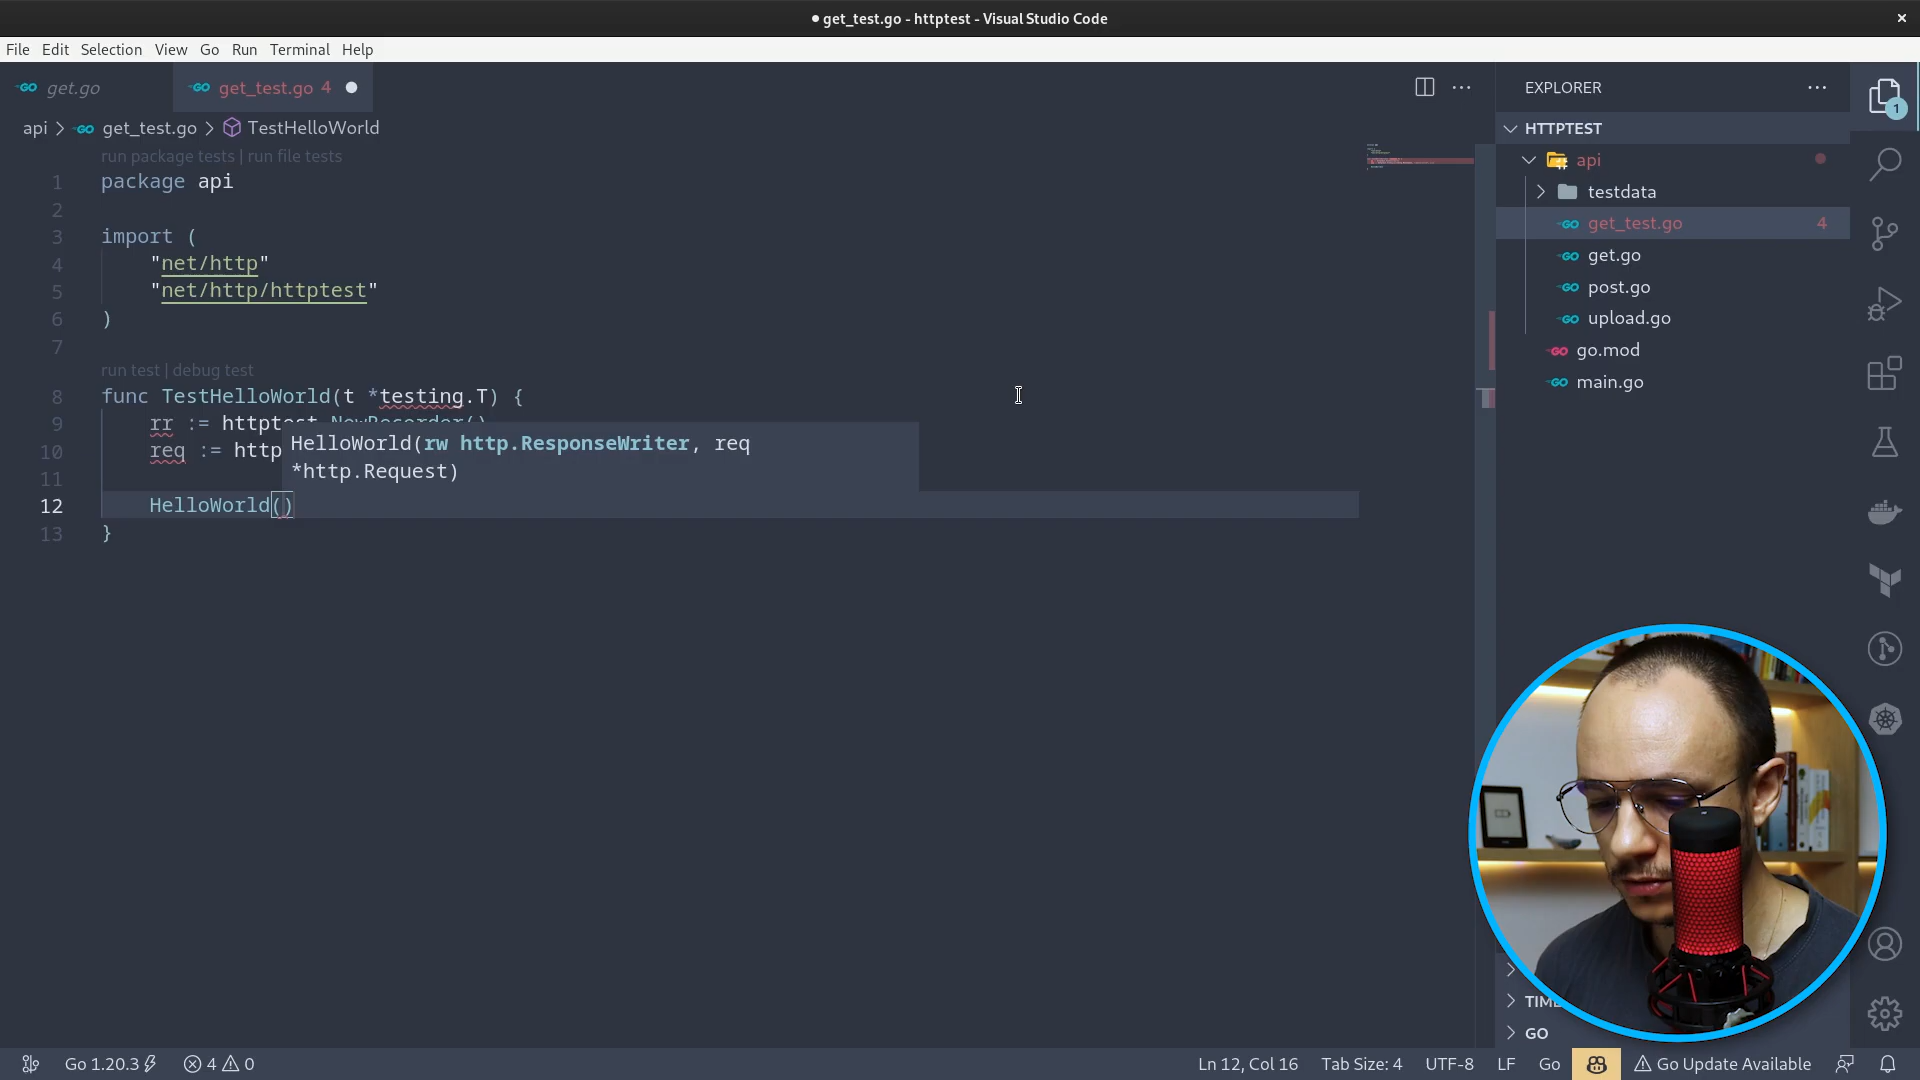 ● get_test.go - httptest - Visual Studio Code
File Edit Selection View Go Run Terminal Help
get.go
get_test.go 4
api > get_test.go > TestHelloWorld
run package tests | run file tests
1 package api
2
3 import (
4 "net/http"
5 "net/http/httptest"
6 )
7
run test | debug test
8 func TestHelloWorld(t *testing.T) {
9 rr := httptest.NewRecorder()
10 req := http
HelloWorld(rw http.ResponseWriter, req
*http.Request)
11
12 HelloWorld()
13 }
EXPLORER
HTTPTEST
api
testdata
get_test.go 4
get.go
post.go
upload.go
go.mod
main.go
1
GO
Go 1.20.3 4 0 Ln 12, Col 16 Tab Size: 4 UTF-8 LF Go Go Update Available